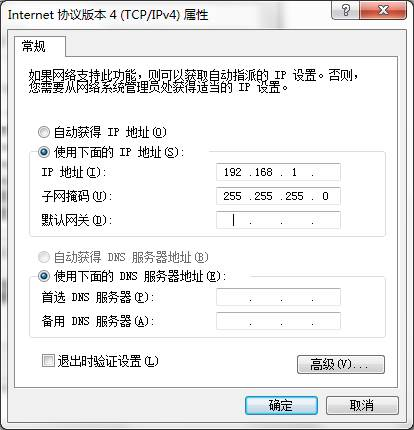 Internet 协议版本 4 (TCP/IPv4) 属性
常规
如果网络支持此功能，则可以获取自动指派的 IP 设置。否则，
您需要从网络系统管理员处获得适当的 IP 设置。
自动获得 IP 地址(O)
使用下面的 IP 地址(S):
IP 地址(I): 192 .168 . 1 .
子网掩码(U): 255 .255 .255 . 0
默认网关(D): . . .
自动获得 DNS 服务器地址(B)
使用下面的 DNS 服务器地址(E):
首选 DNS 服务器(P): . . .
备用 DNS 服务器(A): . . .
退出时验证设置(L)
高级(V)...
确定 取消